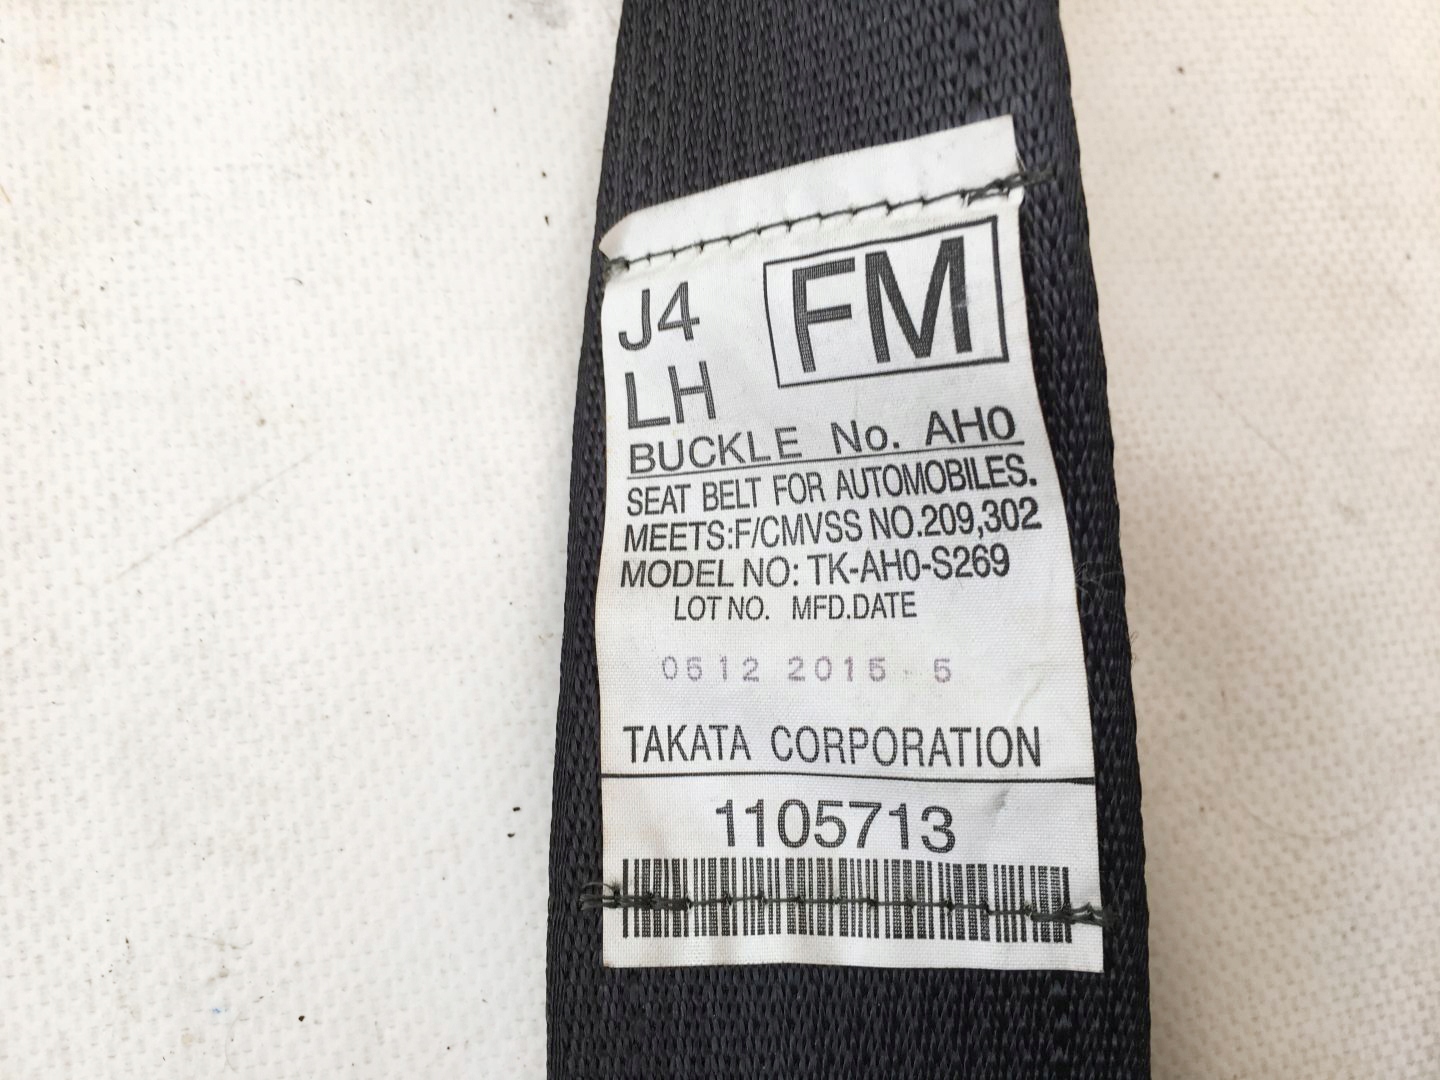 J4 FM
LH
BUCKLE No. AH0
SEAT BELT FOR AUTOMOBILES.
MEETS:F/CMVSS NO.209,302
MODEL NO: TK-AH0-S269
LOT NO. MFD.DATE
0512 2015 5
TAKATA CORPORATION
1105713